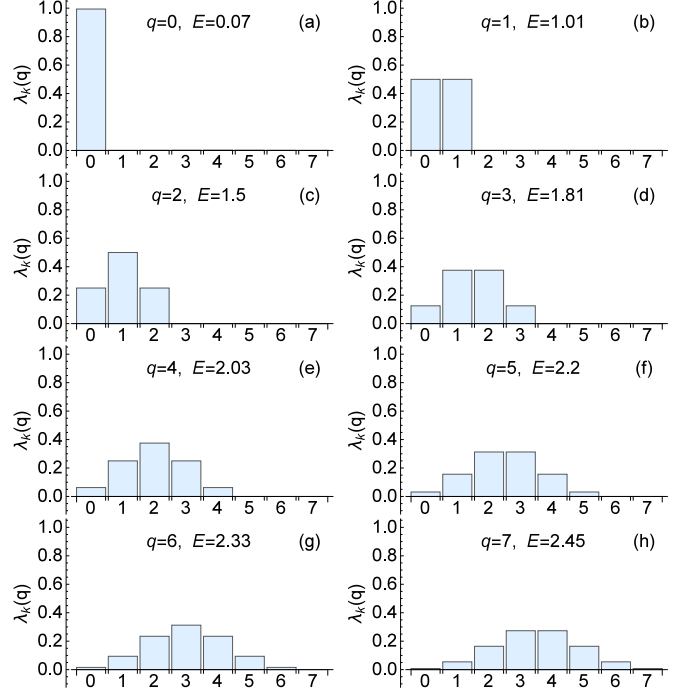 q=0, E=0.07 (a)
λk(q)
1.0
0.8
0.6
0.4
0.2
0.0
0 1 2 3 4 5 6 7
q=1, E=1.01 (b)
λk(q)
1.0
0.8
0.6
0.4
0.2
0.0
0 1 2 3 4 5 6 7
q=2, E=1.5 (c)
λk(q)
1.0
0.8
0.6
0.4
0.2
0.0
0 1 2 3 4 5 6 7
q=3, E=1.81 (d)
λk(q)
1.0
0.8
0.6
0.4
0.2
0.0
0 1 2 3 4 5 6 7
q=4, E=2.03 (e)
λk(q)
1.0
0.8
0.6
0.4
0.2
0.0
0 1 2 3 4 5 6 7
q=5, E=2.2 (f)
λk(q)
1.0
0.8
0.6
0.4
0.2
0.0
0 1 2 3 4 5 6 7
q=6, E=2.33 (g)
λk(q)
1.0
0.8
0.6
0.4
0.2
0.0
0 1 2 3 4 5 6 7
q=7, E=2.45 (h)
λk(q)
1.0
0.8
0.6
0.4
0.2
0.0
0 1 2 3 4 5 6 7